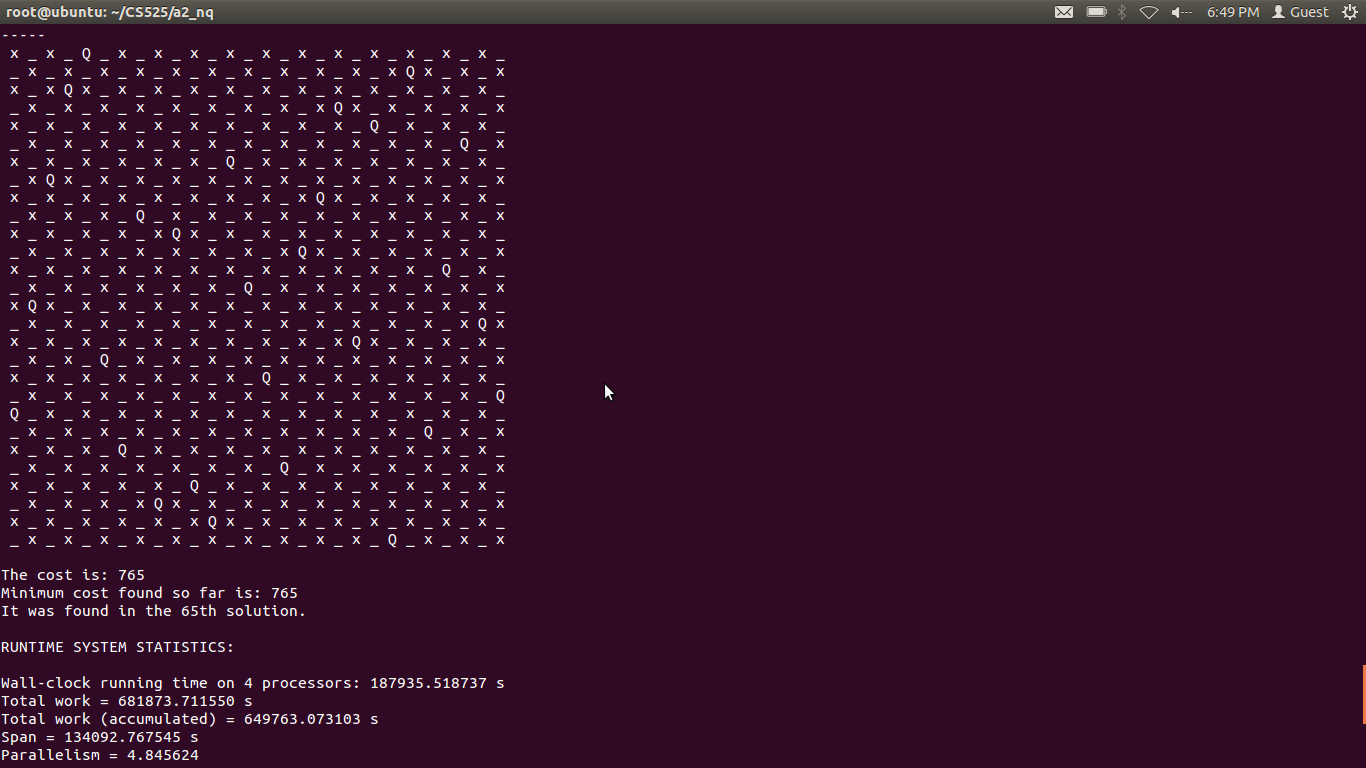 root@ubuntu: ~/CS525/a2_nq
6:49 PM Guest
-----
x _ x _ Q _ x _ x _ x _ x _ x _ x _ x _ x _ x _ x _ x _
_ x _ x _ x _ x _ x _ x _ x _ x _ x _ x _ x Q x _ x _ x
x _ x Q x _ x _ x _ x _ x _ x _ x _ x _ x _ x _ x _ x _
_ x _ x _ x _ x _ x _ x _ x _ x _ x Q x _ x _ x _ x _ x
x _ x _ x _ x _ x _ x _ x _ x _ x _ x _ Q _ x _ x _ x _
_ x _ x _ x _ x _ x _ x _ x _ x _ x _ x _ x _ x _ Q _ x
x _ x _ x _ x _ x _ x _ Q _ x _ x _ x _ x _ x _ x _ x _
_ x Q x _ x _ x _ x _ x _ x _ x _ x _ x _ x _ x _ x _ x
x _ x _ x _ x _ x _ x _ x _ x _ x Q x _ x _ x _ x _ x _
_ x _ x _ x _ Q _ x _ x _ x _ x _ x _ x _ x _ x _ x _ x
x _ x _ x _ x _ x Q x _ x _ x _ x _ x _ x _ x _ x _ x _
_ x _ x _ x _ x _ x _ x _ x _ x Q x _ x _ x _ x _ x _ x
x _ x _ x _ x _ x _ x _ x _ x _ x _ x _ x _ x _ Q _ x _
_ x _ x _ x _ x _ x _ x _ Q _ x _ x _ x _ x _ x _ x _ x
x Q x _ x _ x _ x _ x _ x _ x _ x _ x _ x _ x _ x _ x _
_ x _ x _ x _ x _ x _ x _ x _ x _ x _ x _ x _ x _ x Q x
x _ x _ x _ x _ x _ x _ x _ x _ x _ x Q x _ x _ x _ x _
_ x _ x _ Q _ x _ x _ x _ x _ x _ x _ x _ x _ x _ x _ x
x _ x _ x _ x _ x _ x _ x _ Q _ x _ x _ x _ x _ x _ x _
_ x _ x _ x _ x _ x _ x _ x _ x _ x _ x _ x _ x _ x _ Q
Q _ x _ x _ x _ x _ x _ x _ x _ x _ x _ x _ x _ x _ x _
_ x _ x _ x _ x _ x _ x _ x _ x _ x _ x _ x _ Q _ x _ x
x _ x _ x _ Q _ x _ x _ x _ x _ x _ x _ x _ x _ x _ x _
_ x _ x _ x _ x _ x _ x _ x _ Q _ x _ x _ x _ x _ x _ x
x _ x _ x _ x _ x _ Q _ x _ x _ x _ x _ x _ x _ x _ x _
_ x _ x _ x _ x Q x _ x _ x _ x _ x _ x _ x _ x _ x _ x
x _ x _ x _ x _ x _ x Q x _ x _ x _ x _ x _ x _ x _ x _
_ x _ x _ x _ x _ x _ x _ x _ x _ x _ x _ Q _ x _ x _ x
The cost is: 765
Minimum cost found so far is: 765
It was found in the 65th solution.
RUNTIME SYSTEM STATISTICS:
Wall-clock running time on 4 processors: 187935.518737 s
Total work = 681873.711550 s
Total work (accumulated) = 649763.073103 s
Span = 134092.767545 s
Parallelism = 4.845624